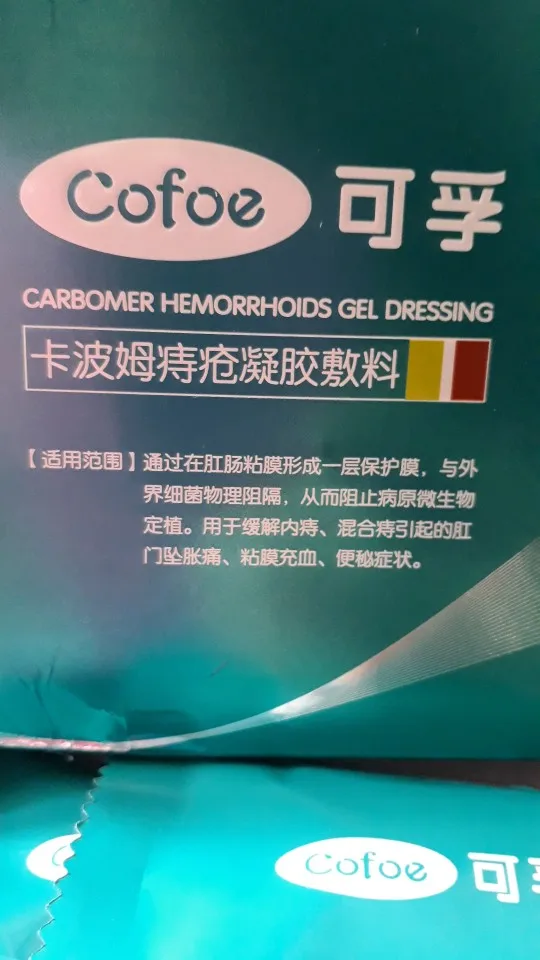 Cofoe 可孚
CARBOMER HEMORRHOIDS GEL DRESSING
卡波姆痔疮凝胶敷料
【适用范围】通过在肛肠粘膜形成一层保护膜，与外
界细菌物理阻隔，从而阻止病原微生物
定植。用于缓解内痔、混合痔引起的肛
门坠胀痛、粘膜充血、便秘症状。
Cofoe 可孚